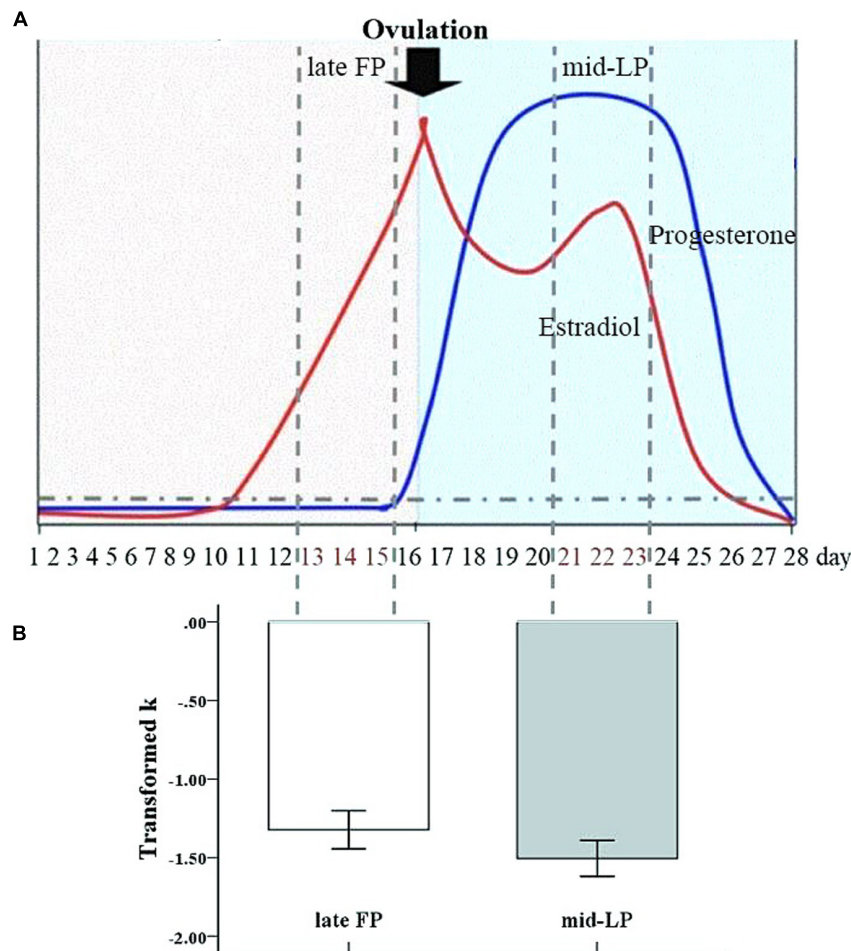 A
Ovulation
late FP
mid-LP
Progesterone
Estradiol
1 2 3 4 5 6 7 8 9 10 11 12 13 14 15 16 17 18 19 20 21 22 23 24 25 26 27 28 day
B
Transformed k
.00
-.50
-1.00
-1.50
-2.00
late FP
mid-LP